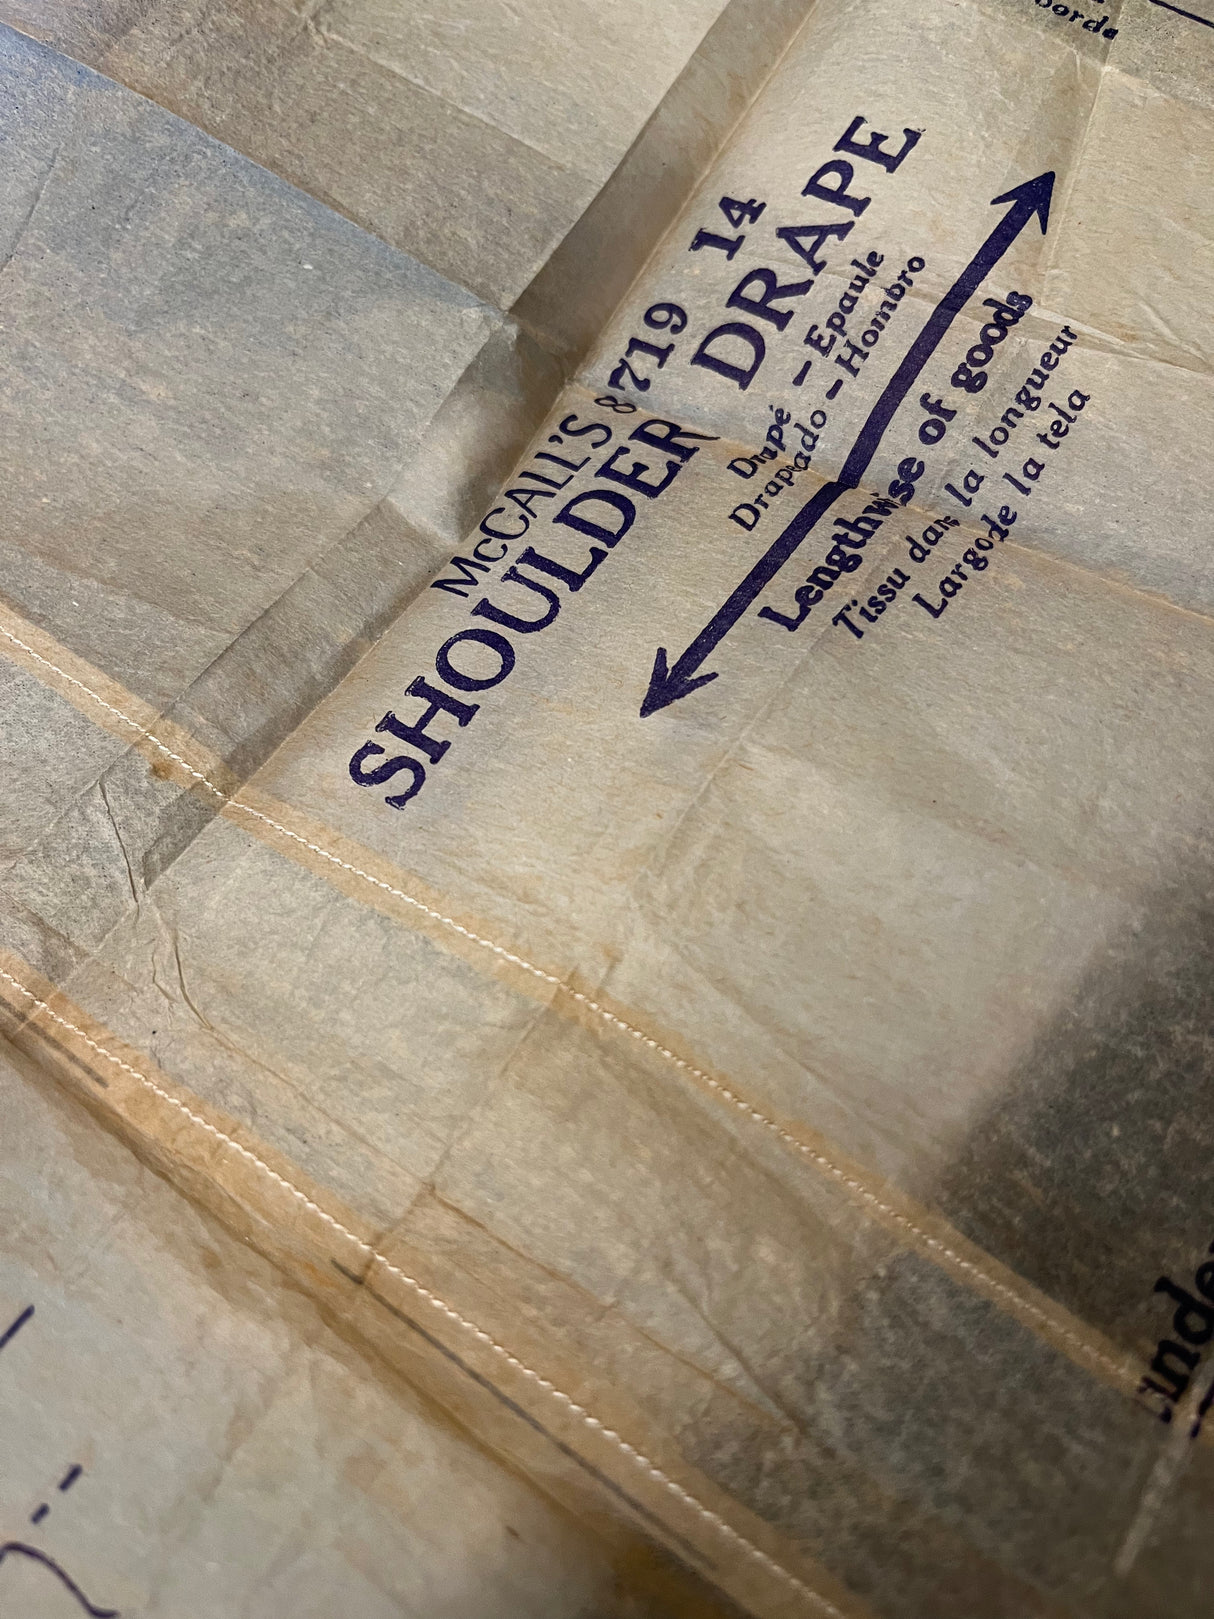 McCALL'S 8719 14
SHOULDER DRAPE
Drapé – Epaule
Drapeado – Hombro
Lengthwise of goods
Tissu dans la longueur
Largo de la tela